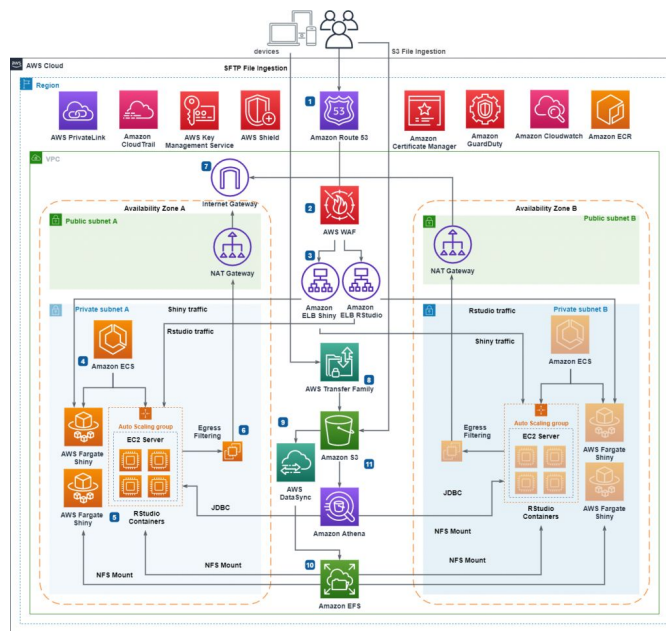 devices
S3 File Ingestion
SFTP File Ingestion
aws
AWS Cloud
Region
AWS PrivateLink
Amazon
CloudTrail
AWS Key
Management Service
AWS Shield
1
53
Amazon Route 53
Amazon
Certificate Manager
Amazon
GuardDuty
Amazon Cloudwatch
Amazon ECR
VPC
7
Internet Gateway
Availability Zone A
Availability Zone B
Public subnet A
Public subnet B
2
AWS WAF
NAT Gateway
NAT Gateway
3
Amazon
ELB Shiny
Amazon
ELB RStudio
Private subnet A
Private subnet B
Shiny traffic
Rstudio traffic
Rstudio traffic
Shiny traffic
Amazon ECS
Amazon ECS
4
AWS Transfer Family
8
Auto Scaling group
EC2 Server
Egress
Filtering
6
AWS Fargate
Shiny
9
Amazon S3
11
Egress
Filtering
Auto Scaling group
EC2 Server
AWS Fargate
Shiny
AWS
DataSync
JDBC
JDBC
AWS Fargate
Shiny
5
RStudio
Containers
Amazon Athena
RStudio
Containers
AWS Fargate
Shiny
NFS Mount
NFS Mount
NFS Mount
NFS Mount
10
Amazon EFS